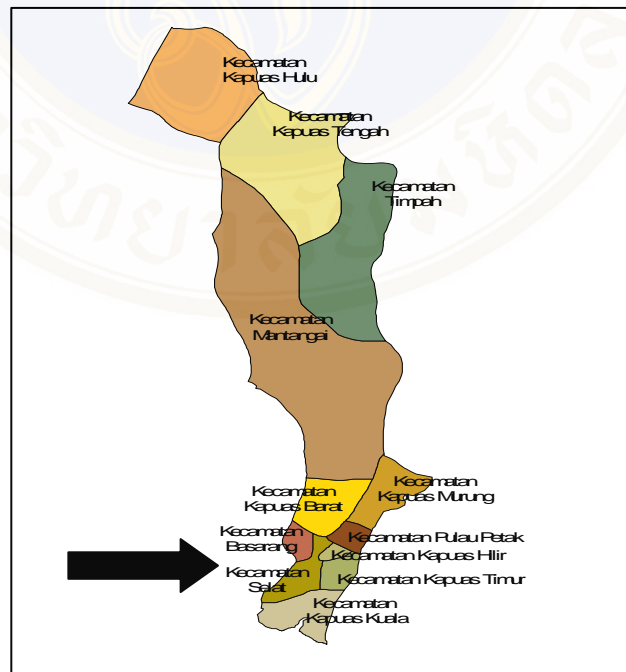 Kecamatan
Kapuas Hulu
Kecamatan
Kapuas Tengah
Kecamatan
Timpah
Kecamatan
Mantangai
Kecamatan
Kapuas Murung
Kecamatan
Kapuas Barat
Kecamatan
Basarang
Kecamatan Pulau Petak
Kecamatan Kapuas HIlir
Kecamatan
Selat
Kecamatan Kapuas Timur
Kecamatan
Kapuas Kuala